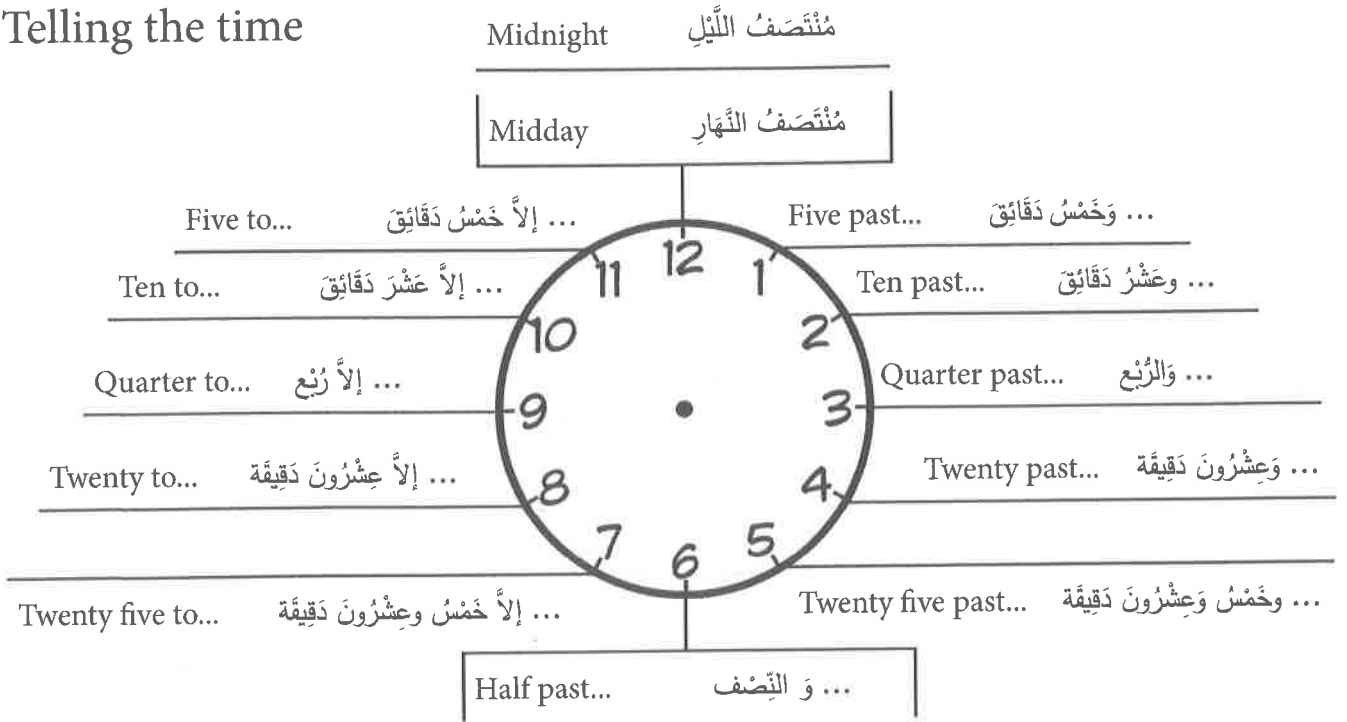 Telling the time
Midnight مُنْتَصَفُ اللَّيْلِ
Midday مُنْتَصَفُ النَّهَارِ
Five to... ... إلاَّ خَمْسُ دَقَائِقَ
Five past... ... وَخَمْسُ دَقَائِقَ
Ten to... ... إلاَّ عَشْرَ دَقَائِقَ
Ten past... ... وعَشْرُ دَقَائِقَ
Quarter to... ... إلاَّ رُبْع
Quarter past... ... وَالرُّبْع
Twenty to... ... إلاَّ عِشْرُونَ دَقِيقَة
Twenty past... ... وَعِشْرُونَ دَقِيقَة
Twenty five to... ... إلاَّ خَمْسُ وعِشْرُونَ دَقِيقَة
Twenty five past... ... وخَمْسُ وَعِشْرُونَ دَقِيقَة
Half past... ... وَ النِّصْف
12
1
2
3
4
5
6
7
8
9
10
11